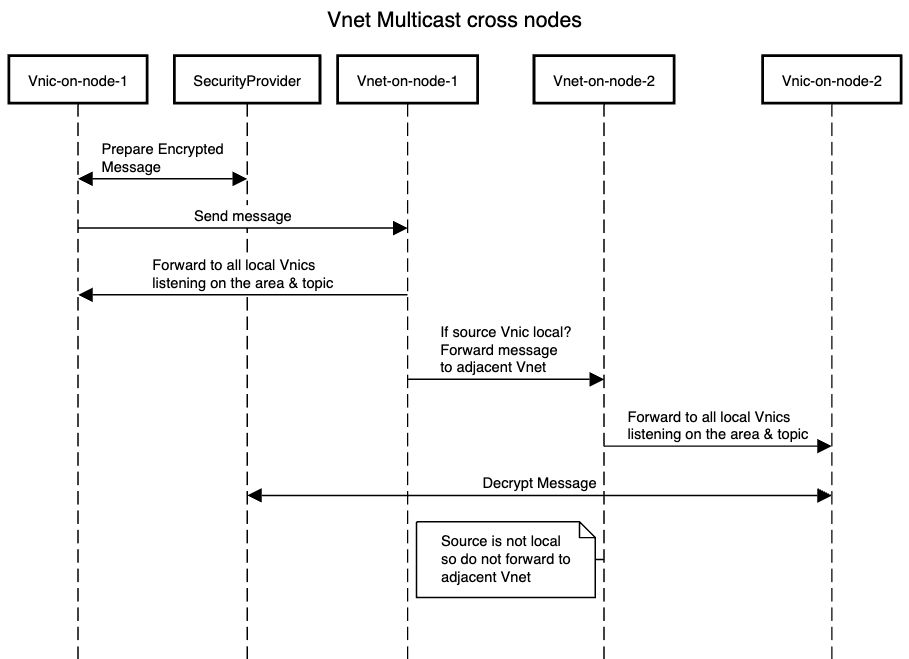 Vnet Multicast cross nodes
Vnic-on-node-1
SecurityProvider
Vnet-on-node-1
Vnet-on-node-2
Vnic-on-node-2
Prepare Encrypted
Message
Send message
Forward to all local Vnics
listening on the area & topic
If source Vnic local?
Forward message
to adjacent Vnet
Forward to all local Vnics
listening on the area & topic
Decrypt Message
Source is not local
so do not forward to
adjacent Vnet